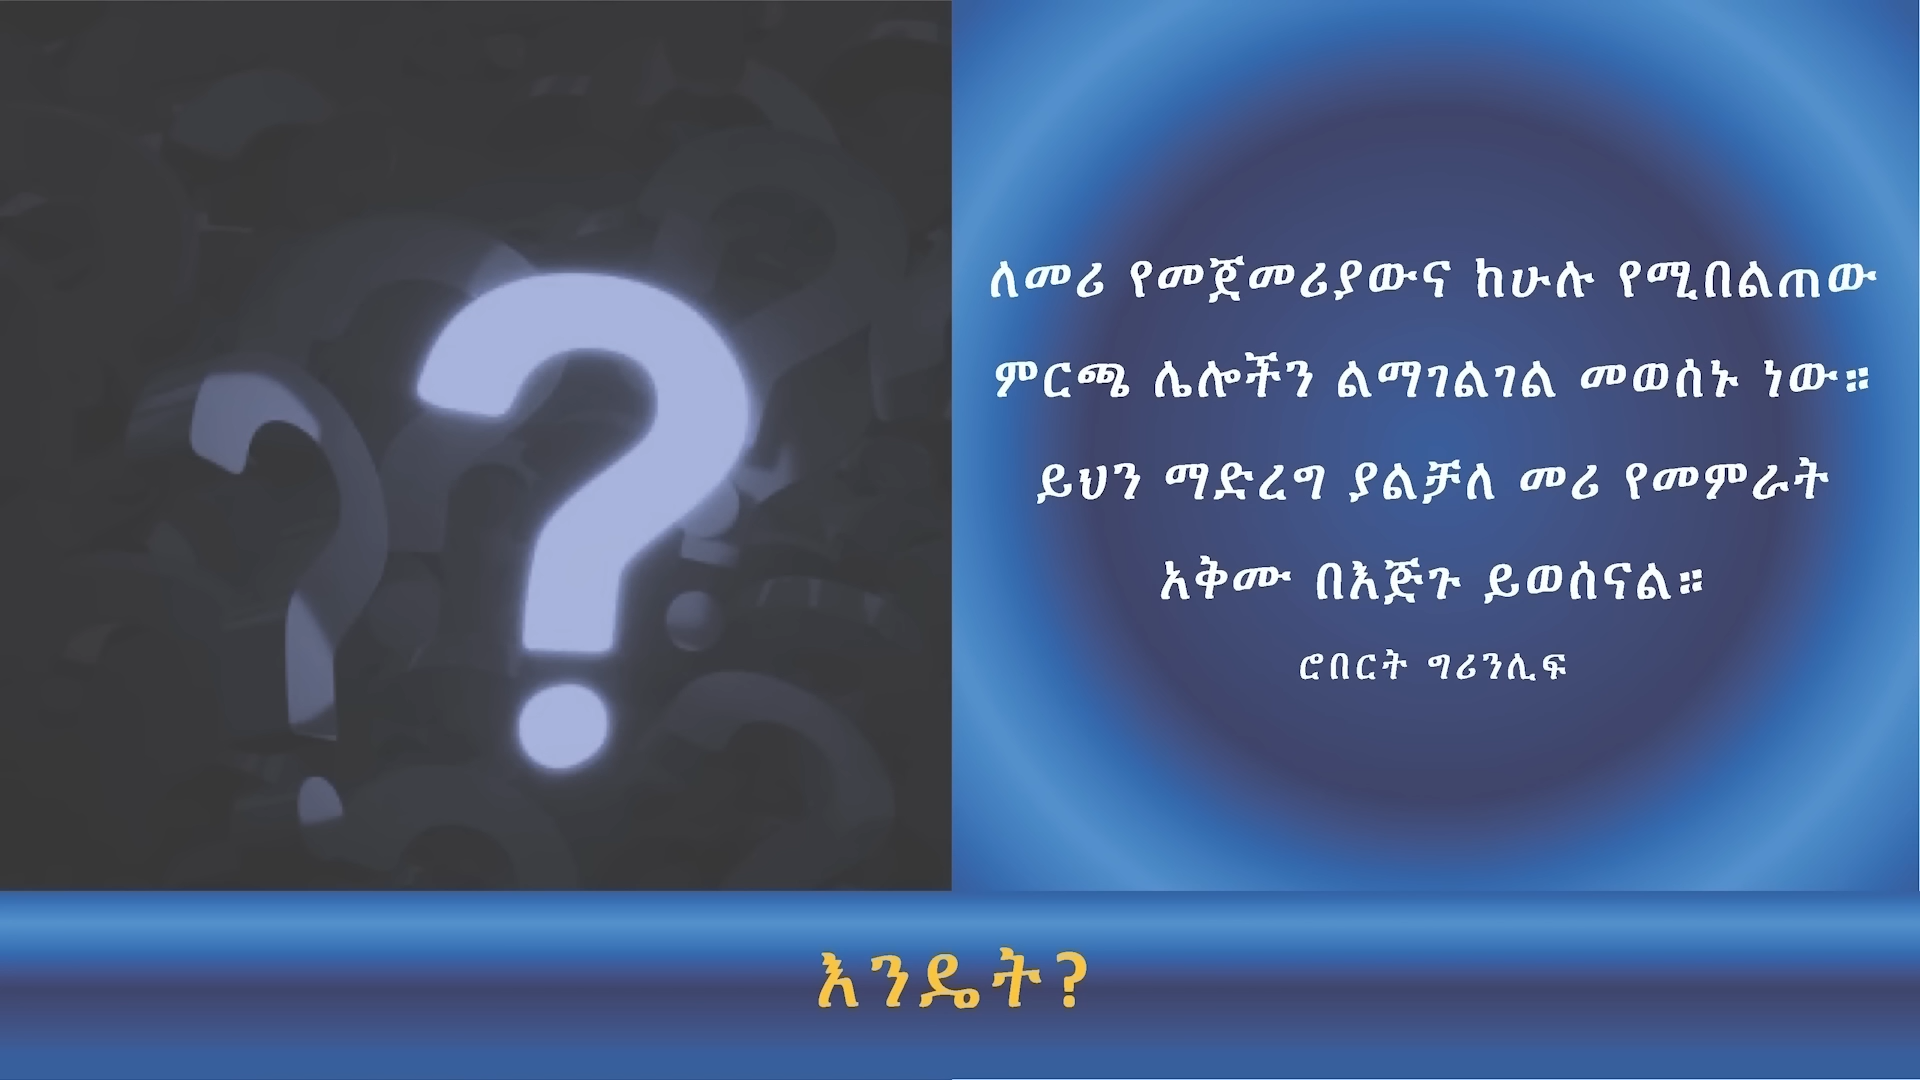 ለመሪ የመጀመሪያውና ከሁሉ የሚበልጠው
ምርጫ ሌሎችን ልማገልገል መወሰኑ ነው።
ይህን ማድረግ ያልቻለ መሪ የመምራት
አቅሙ በእጅጉ ይወሰናል።
ሮበርት ግሪንሊፍ
እንዴት?